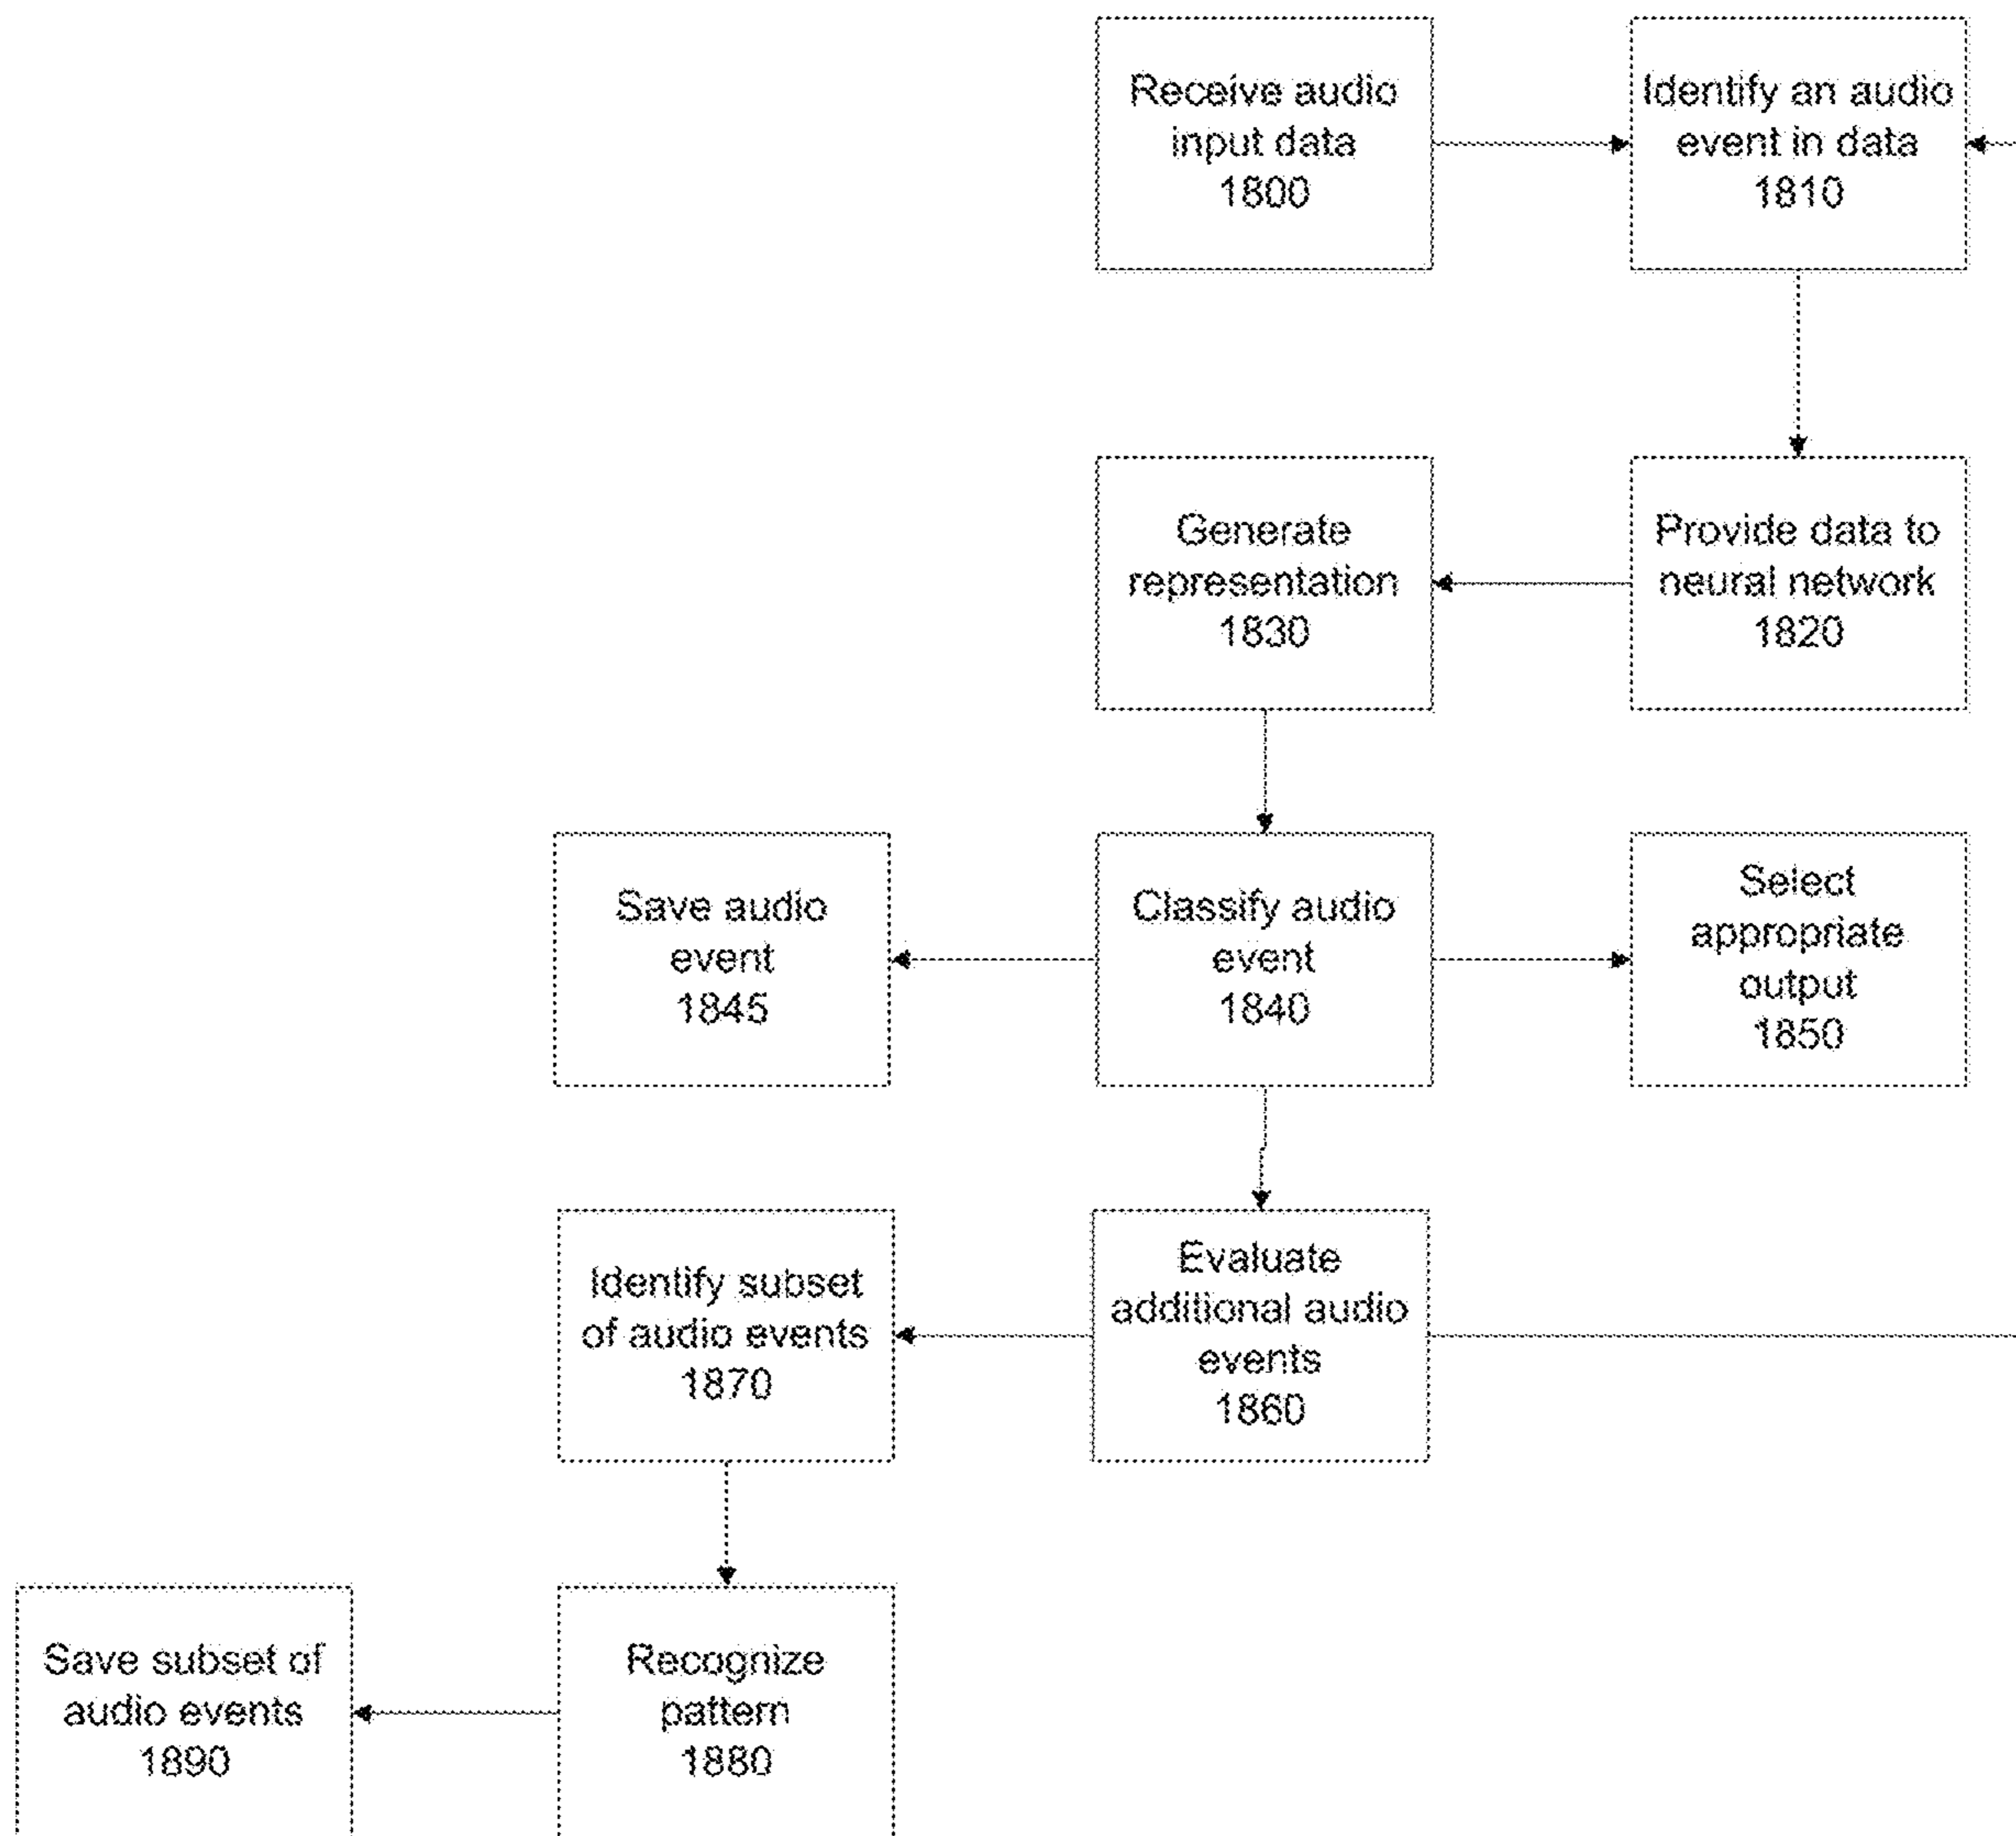 Receive audio
input data
1800
Identify an audio
event in data
1810
Generate
representation
1830
Provide data to
neural network
1820
Save audio
event
1845
Classify audio
event
1840
Select
appropriate
output
1850
Identify subset
of audio events
1870
Evaluate
additional audio
events
1860
Save subset of
audio events
1890
Recognize
pattern
1880